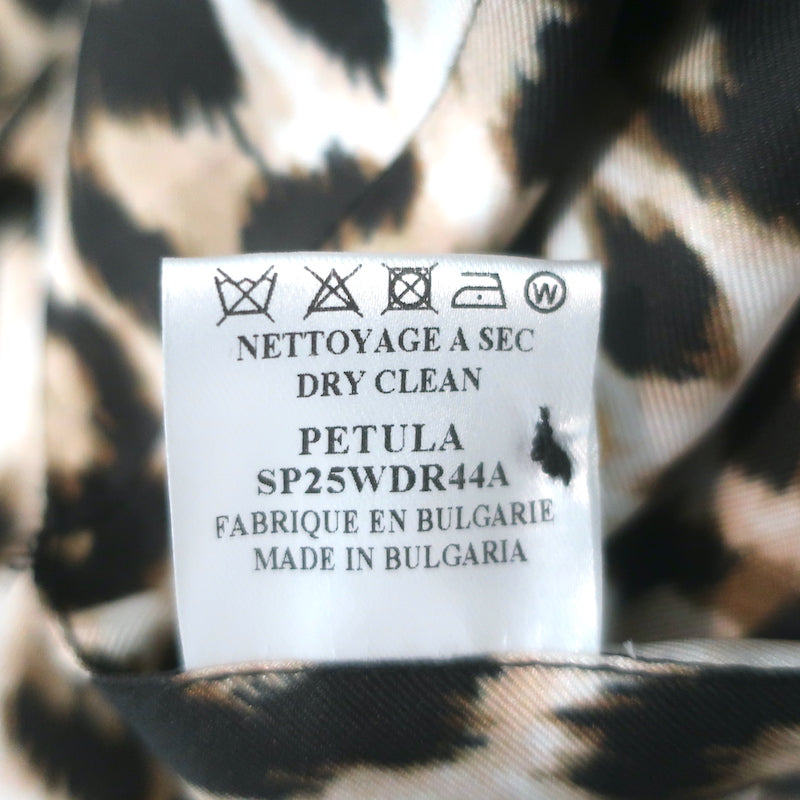 W
NETTOYAGE A SEC
DRY CLEAN
PETULA
SP25WDR44A
FABRIQUE EN BULGARIE
MADE IN BULGARIA